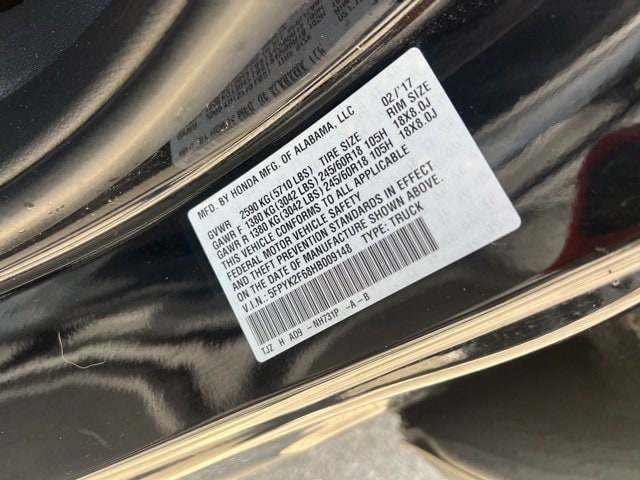 MFD. BY HONDA MFG. OF ALABAMA, LLC 02/'17
GVWR 2590 KG(5710 LBS) TIRE SIZE RIM SIZE
GAWR F 1380 KG(3042 LBS) 245/60R18 105H 18X8.0J
GAWR R 1380 KG(3042 LBS) 245/60R18 105H 18X8.0J
THIS VEHICLE CONFORMS TO ALL APPLICABLE
FEDERAL MOTOR VEHICLE SAFETY
AND THEFT PREVENTION STANDARDS IN EFFECT
ON THE DATE OF MANUFACTURE SHOWN ABOVE.
V.I.N.: 5FPYK2F68HB009148 TYPE: TRUCK
TJZ H A09 -NH731P -A-B